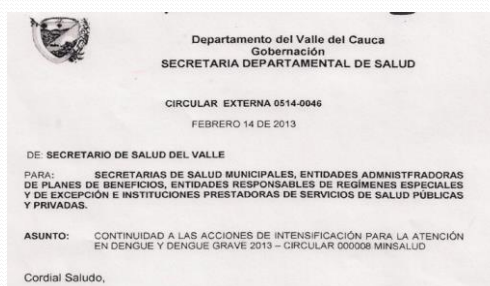 Departamento del Valle del Cauca
Gobernación
SECRETARIA DEPARTAMENTAL DE SALUD
CIRCULAR EXTERNA 0514-0046
FEBRERO 14 DE 2013
DE: SECRETARIO DE SALUD DEL VALLE
PARA: SECRETARIAS DE SALUD MUNICIPALES, ENTIDADES ADMNISTFRADORAS
DE PLANES DE BENEFICIOS, ENTIDADES RESPONSABLES DE REGÍMENES ESPECIALES
Y DE EXCEPCIÓN E INSTITUCIONES PRESTADORAS DE SERVICIOS DE SALUD PÚBLICAS
Y PRIVADAS.
ASUNTO: CONTINUIDAD A LAS ACCIONES DE INTENSIFICACIÓN PARA LA ATENCIÓN
EN DENGUE Y DENGUE GRAVE 2013 – CIRCULAR 000008 MINSALUD
Cordial Saludo,